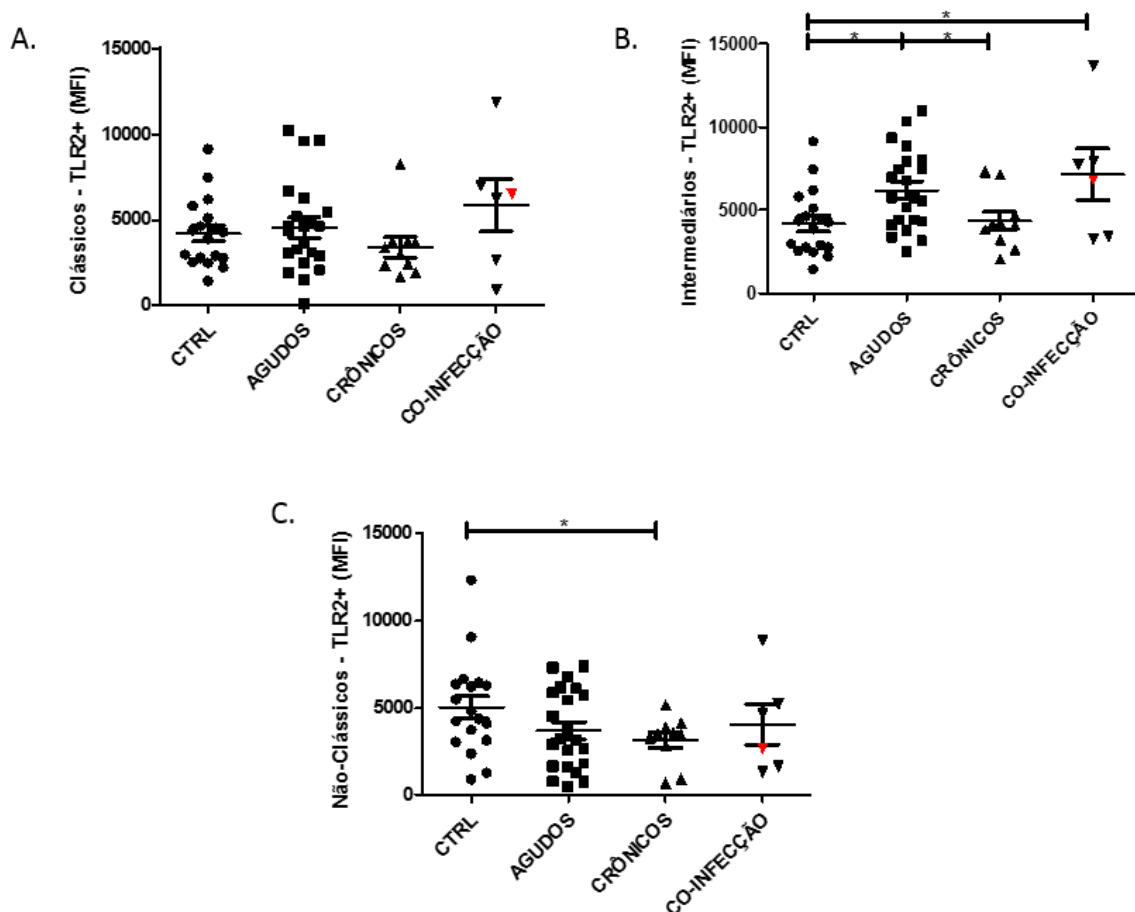 A.
Clássicos - TLR2+ (MFI)
15000
10000
5000
0
CTRL
AGUDOS
CRÔNICOS
CO-INFECÇÃO
B.
Intermediários - TLR2+ (MFI)
15000
10000
5000
0
*
*
*
CTRL
AGUDOS
CRÔNICOS
CO-INFECÇÃO
C.
Não-Clássicos - TLR2+ (MFI)
15000
10000
5000
0
*
CTRL
AGUDOS
CRÔNICOS
CO-INFECÇÃO